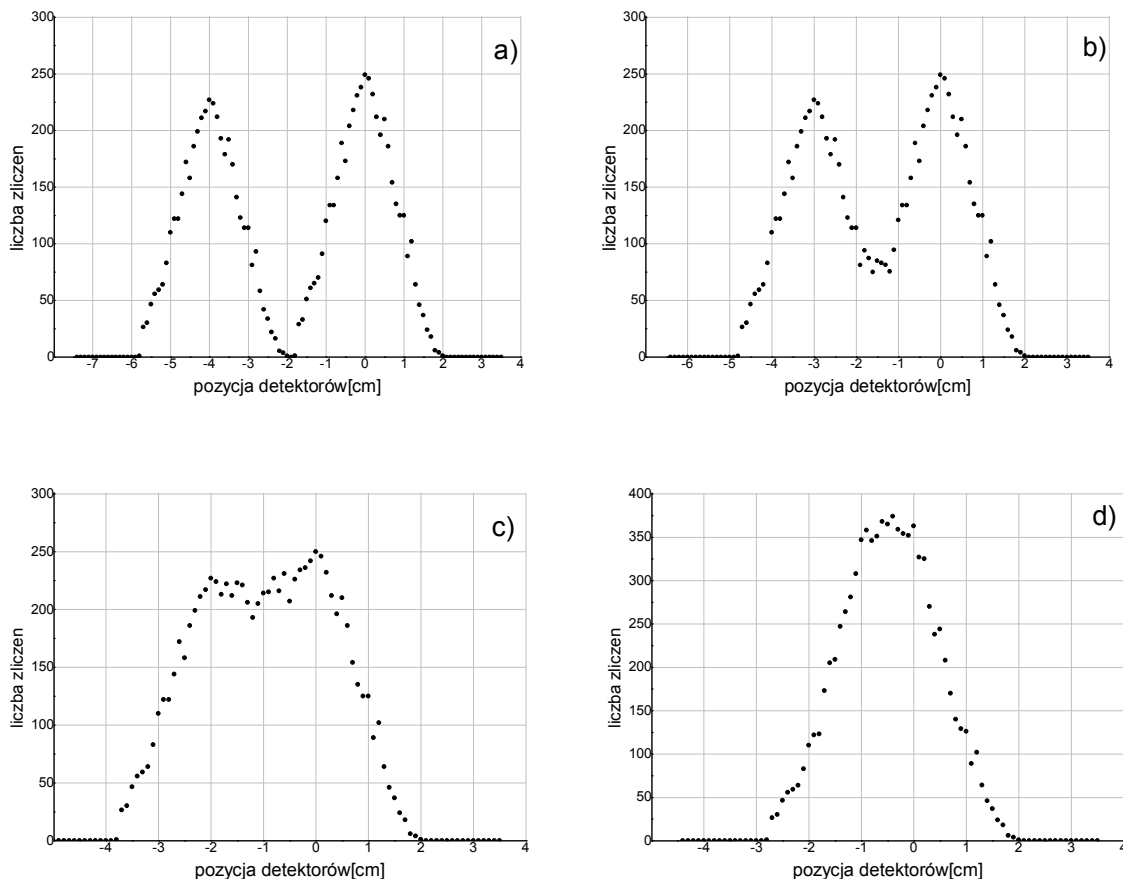 a)
300
250
200
150
100
50
0
-7 -6 -5 -4 -3 -2 -1 0 1 2 3 4
liczba zliczen
pozycja detektorów[cm]
b)
300
250
200
150
100
50
0
-6 -5 -4 -3 -2 -1 0 1 2 3 4
liczba zliczen
pozycja detektorów[cm]
c)
300
250
200
150
100
50
0
-4 -3 -2 -1 0 1 2 3 4
liczba zliczen
pozycja detektorów[cm]
d)
400
350
300
250
200
150
100
50
0
-4 -3 -2 -1 0 1 2 3 4
liczba zliczen
pozycja detektorów[cm]